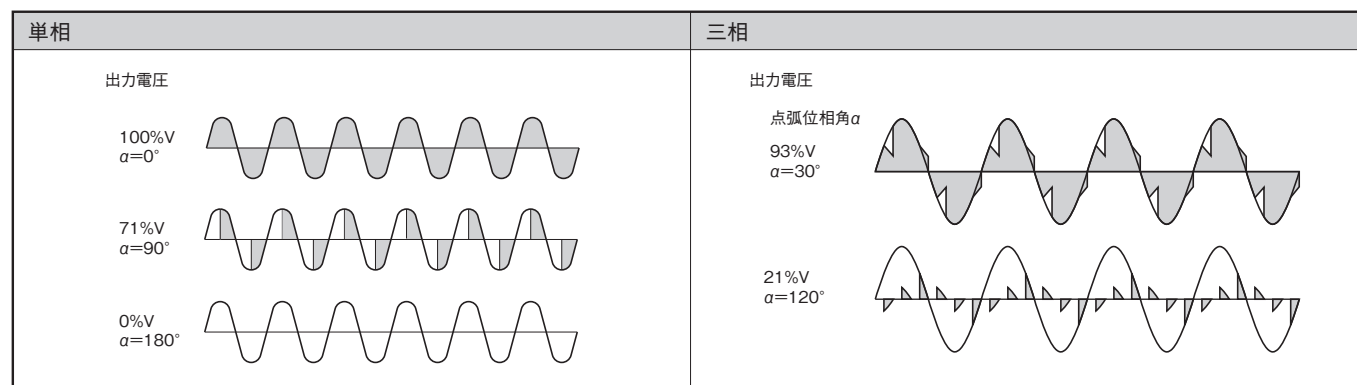 単相
三相
出力電圧
100%V
α＝0°
71%V
α＝90°
0%V
α＝180°
出力電圧
点弧位相角α
93%V
α＝30°
21%V
α＝120°